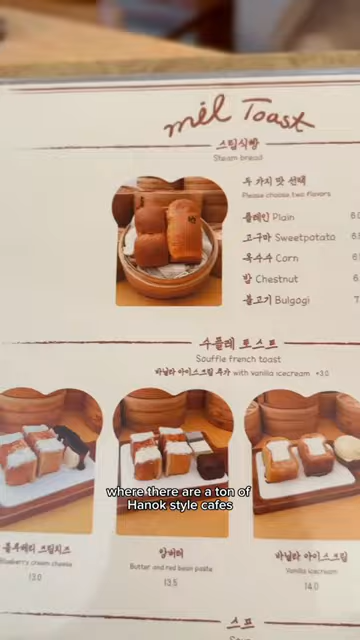 mél Toast
스팀식빵
Steam bread
두 가지 맛 선택
Please choose two flavors
플레인 Plain
고구마 Sweetpotato
옥수수 Corn
밤 Chestnut
불고기 Bulgogi
수플레 토스트
Souffle french toast
바닐라 아이스크림 추가 with vanilla icecream +3.0
where there are a ton of
Hanok style cafes
블루베리 크림치즈
Blueberry cream cheese
13.0
앙버터
Butter and red bean paste
13.5
바닐라 아이스크림
Vanilla icecream
14.0
스프